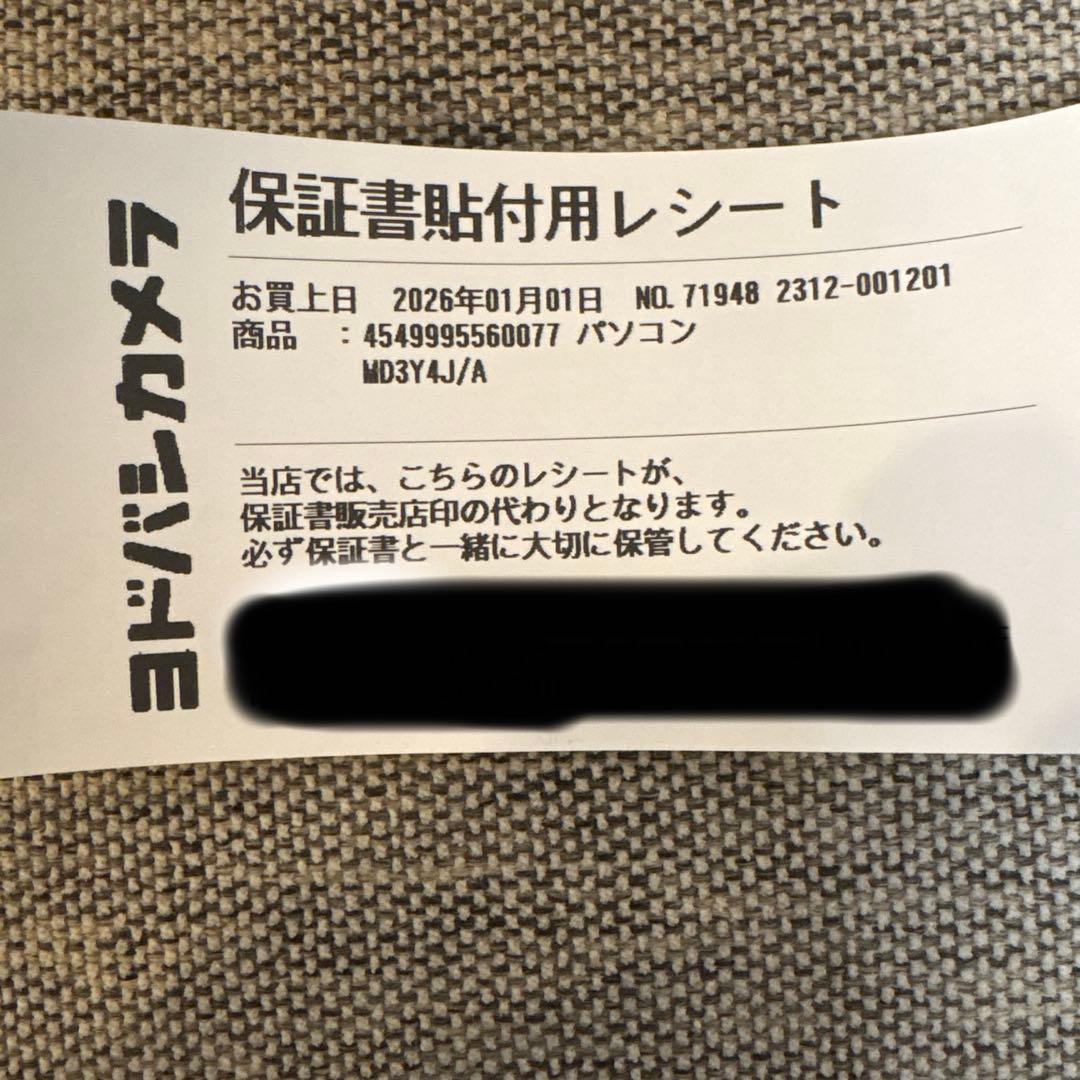 ヨドバシカメラ
保証書貼付用レシート
お買上日 2026年01月01日 NO. 71948 2312-001201
商品 : 4549995560077 パソコン
MD3Y4J/A
当店では、こちらのレシートが、
保証書販売店印の代わりとなります。
必ず保証書と一緒に大切に保管してください。